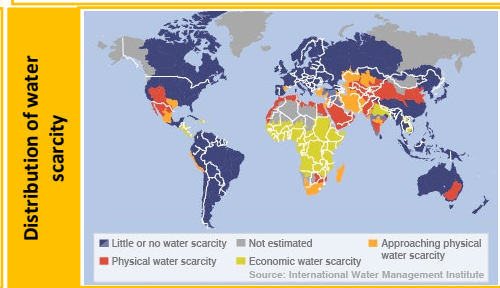 Distribution of water
scarcity
Little or no water scarcity
Not estimated
Approaching physical
water scarcity
Physical water scarcity
Economic water scarcity
Source: International Water Management Institute